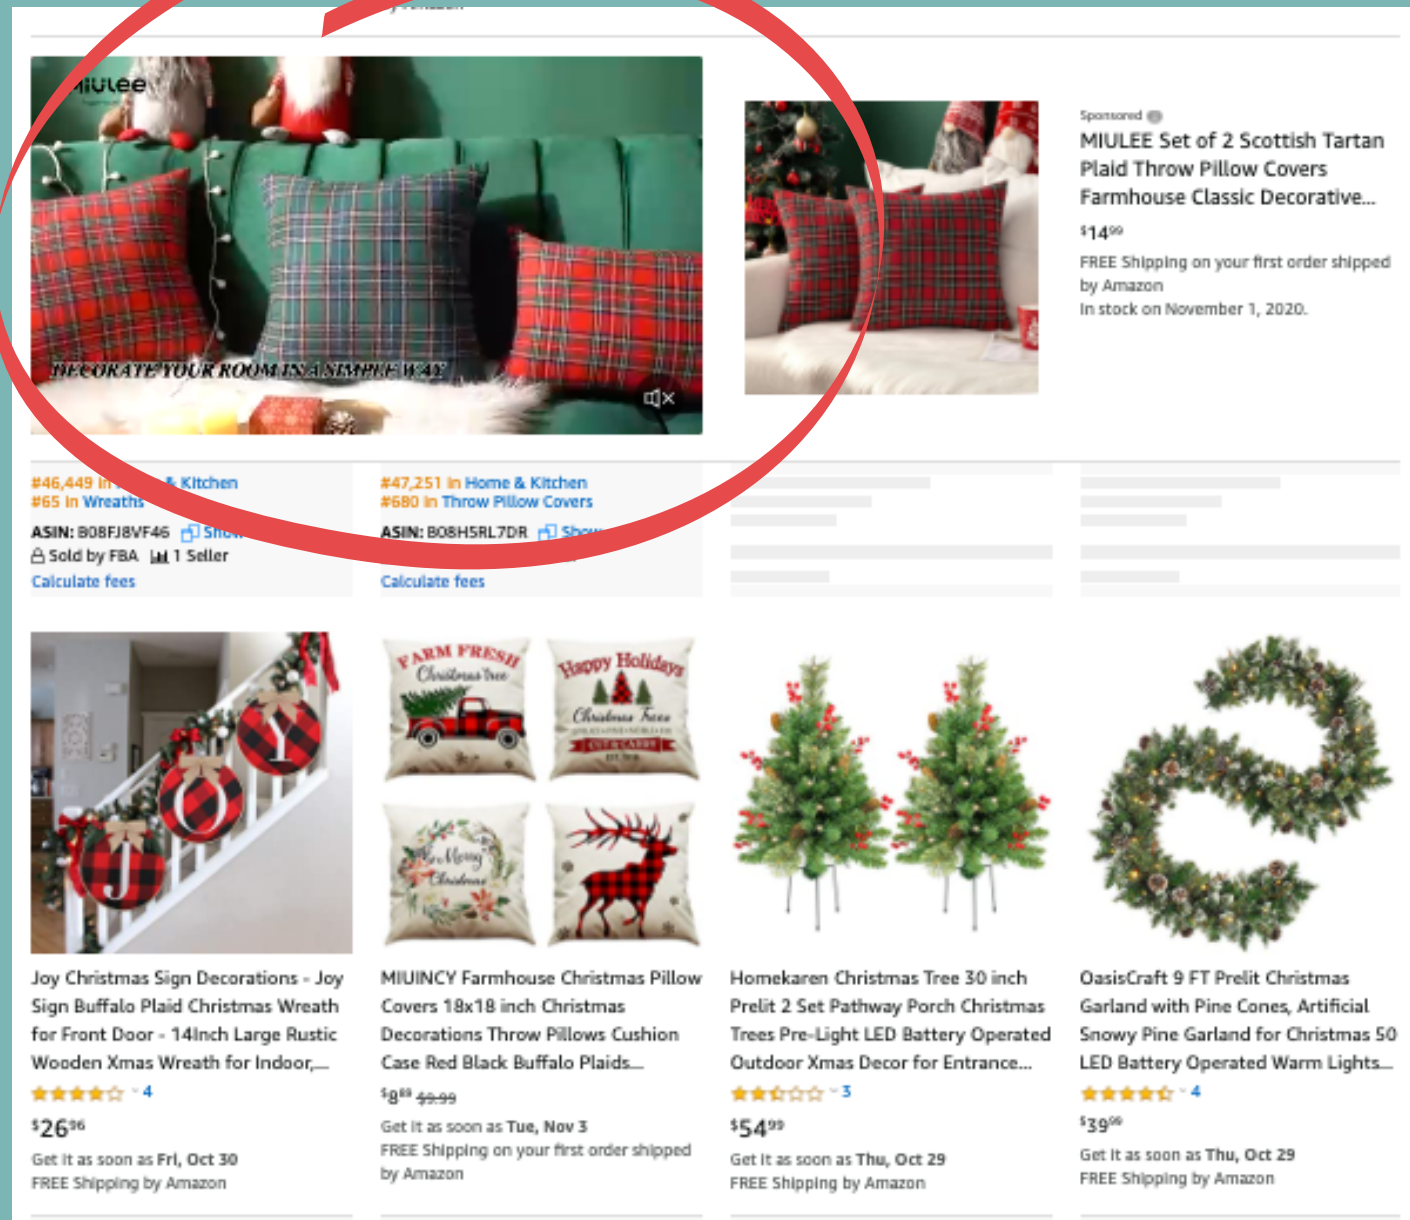 MIULEE
DECORATE YOUR ROOM IN A SIMPLE WAY
Sponsored
MIULEE Set of 2 Scottish Tartan
Plaid Throw Pillow Covers
Farmhouse Classic Decorative...
$14.99
FREE Shipping on your first order shipped
by Amazon
In stock on November 1, 2020.
#46,449 in & Kitchen
#65 in Wreaths
ASIN: B08FJ8VF46 Show
Sold by FBA 1 Seller
Calculate fees
#47,251 in Home & Kitchen
#680 in Throw Pillow Covers
ASIN: B08H5RL7DR Show
Calculate fees
J O Y
FARM FRESH
Christmas tree
Happy Holidays
Christmas Trees
CUT & CARRY
Merry
Christmas
Joy Christmas Sign Decorations - Joy
Sign Buffalo Plaid Christmas Wreath
for Front Door - 14Inch Large Rustic
Wooden Xmas Wreath for Indoor,...
4
$26.96
Get it as soon as Fri, Oct 30
FREE Shipping by Amazon
MIUINCY Farmhouse Christmas Pillow
Covers 18x18 inch Christmas
Decorations Throw Pillows Cushion
Case Red Black Buffalo Plaids...
$8.89 $9.99
Get it as soon as Tue, Nov 3
FREE Shipping on your first order shipped
by Amazon
Homekaren Christmas Tree 30 inch
Prelit 2 Set Pathway Porch Christmas
Trees Pre-Light LED Battery Operated
Outdoor Xmas Decor for Entrance...
3
$54.99
Get it as soon as Thu, Oct 29
FREE Shipping by Amazon
OasisCraft 9 FT Prelit Christmas
Garland with Pine Cones, Artificial
Snowy Pine Garland for Christmas 50
LED Battery Operated Warm Lights...
4
$39.99
Get it as soon as Thu, Oct 29
FREE Shipping by Amazon